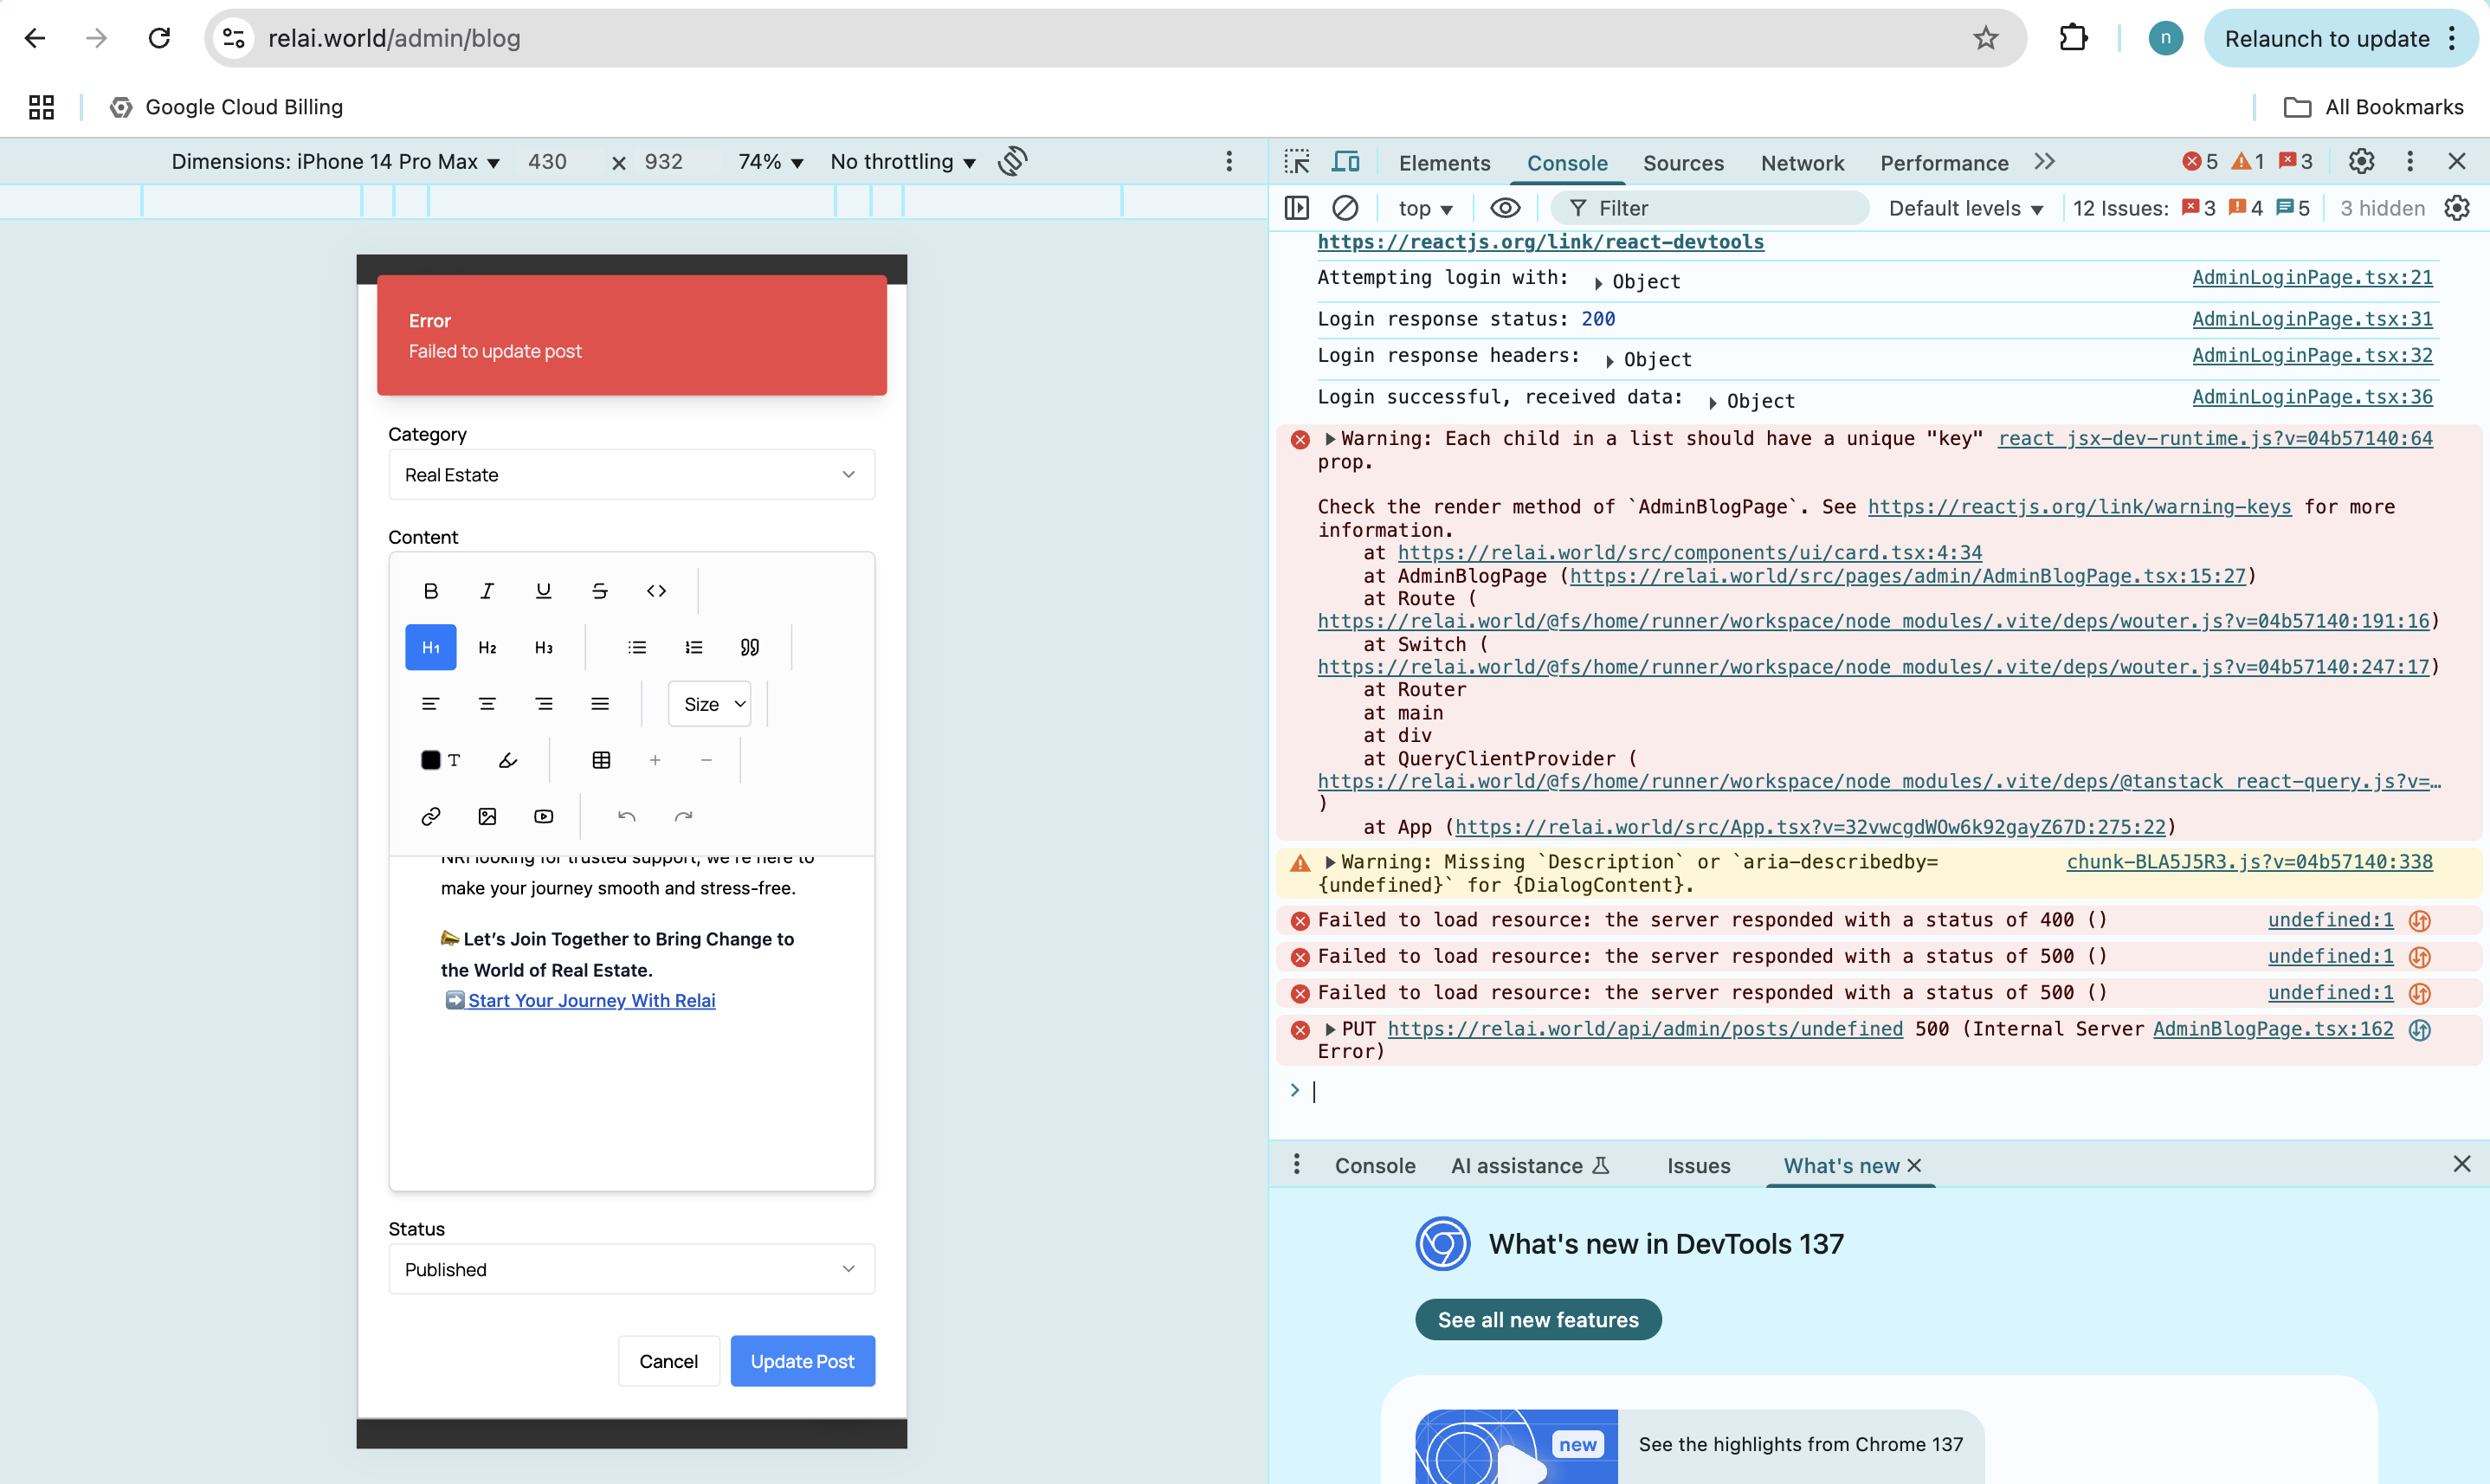 relai.world/admin/blog
n
Relaunch to update
Google Cloud Billing
All Bookmarks
Dimensions: iPhone 14 Pro Max 430 × 932 74% No throttling
Error
Failed to update post
Category
Real Estate
Content
B I U S <>
H1 H2 H3
Size
T
+ −
make your journey smooth and stress-free.
📣 Let's Join Together to Bring Change to
the World of Real Estate.
➡️ Start Your Journey With Relai
Status
Published
Cancel Update Post
Elements Console Sources Network Performance 5 1 3
top Filter Default levels 12 Issues: 3 4 5 3 hidden
https://reactjs.org/link/react-devtools
Attempting login with: Object AdminLoginPage.tsx:21
Login response status: 200 AdminLoginPage.tsx:31
Login response headers: Object AdminLoginPage.tsx:32
Login successful, received data: Object AdminLoginPage.tsx:36
Warning: Each child in a list should have a unique "key" react_jsx-dev-runtime.js?v=04b57140:64
prop.
Check the render method of `AdminBlogPage`. See https://reactjs.org/link/warning-keys for more
information.
at https://relai.world/src/components/ui/card.tsx:4:34
at AdminBlogPage (https://relai.world/src/pages/admin/AdminBlogPage.tsx:15:27)
at Route (
https://relai.world/@fs/home/runner/workspace/node_modules/.vite/deps/wouter.js?v=04b57140:191:16)
at Switch (
https://relai.world/@fs/home/runner/workspace/node_modules/.vite/deps/wouter.js?v=04b57140:247:17)
at Router
at main
at div
at QueryClientProvider (
https://relai.world/@fs/home/runner/workspace/node_modules/.vite/deps/@tanstack_react-query.js?v=…
)
at App (https://relai.world/src/App.tsx?v=32vwcgdWOw6k92gayZ67D:275:22)
Warning: Missing `Description` or `aria-describedby= chunk-BLA5J5R3.js?v=04b57140:338
{undefined}` for {DialogContent}.
Failed to load resource: the server responded with a status of 400 () undefined:1
Failed to load resource: the server responded with a status of 500 () undefined:1
Failed to load resource: the server responded with a status of 500 () undefined:1
PUT https://relai.world/api/admin/posts/undefined 500 (Internal Server AdminBlogPage.tsx:162
Error)
Console AI assistance Issues What's new
What's new in DevTools 137
See all new features
new
See the highlights from Chrome 137